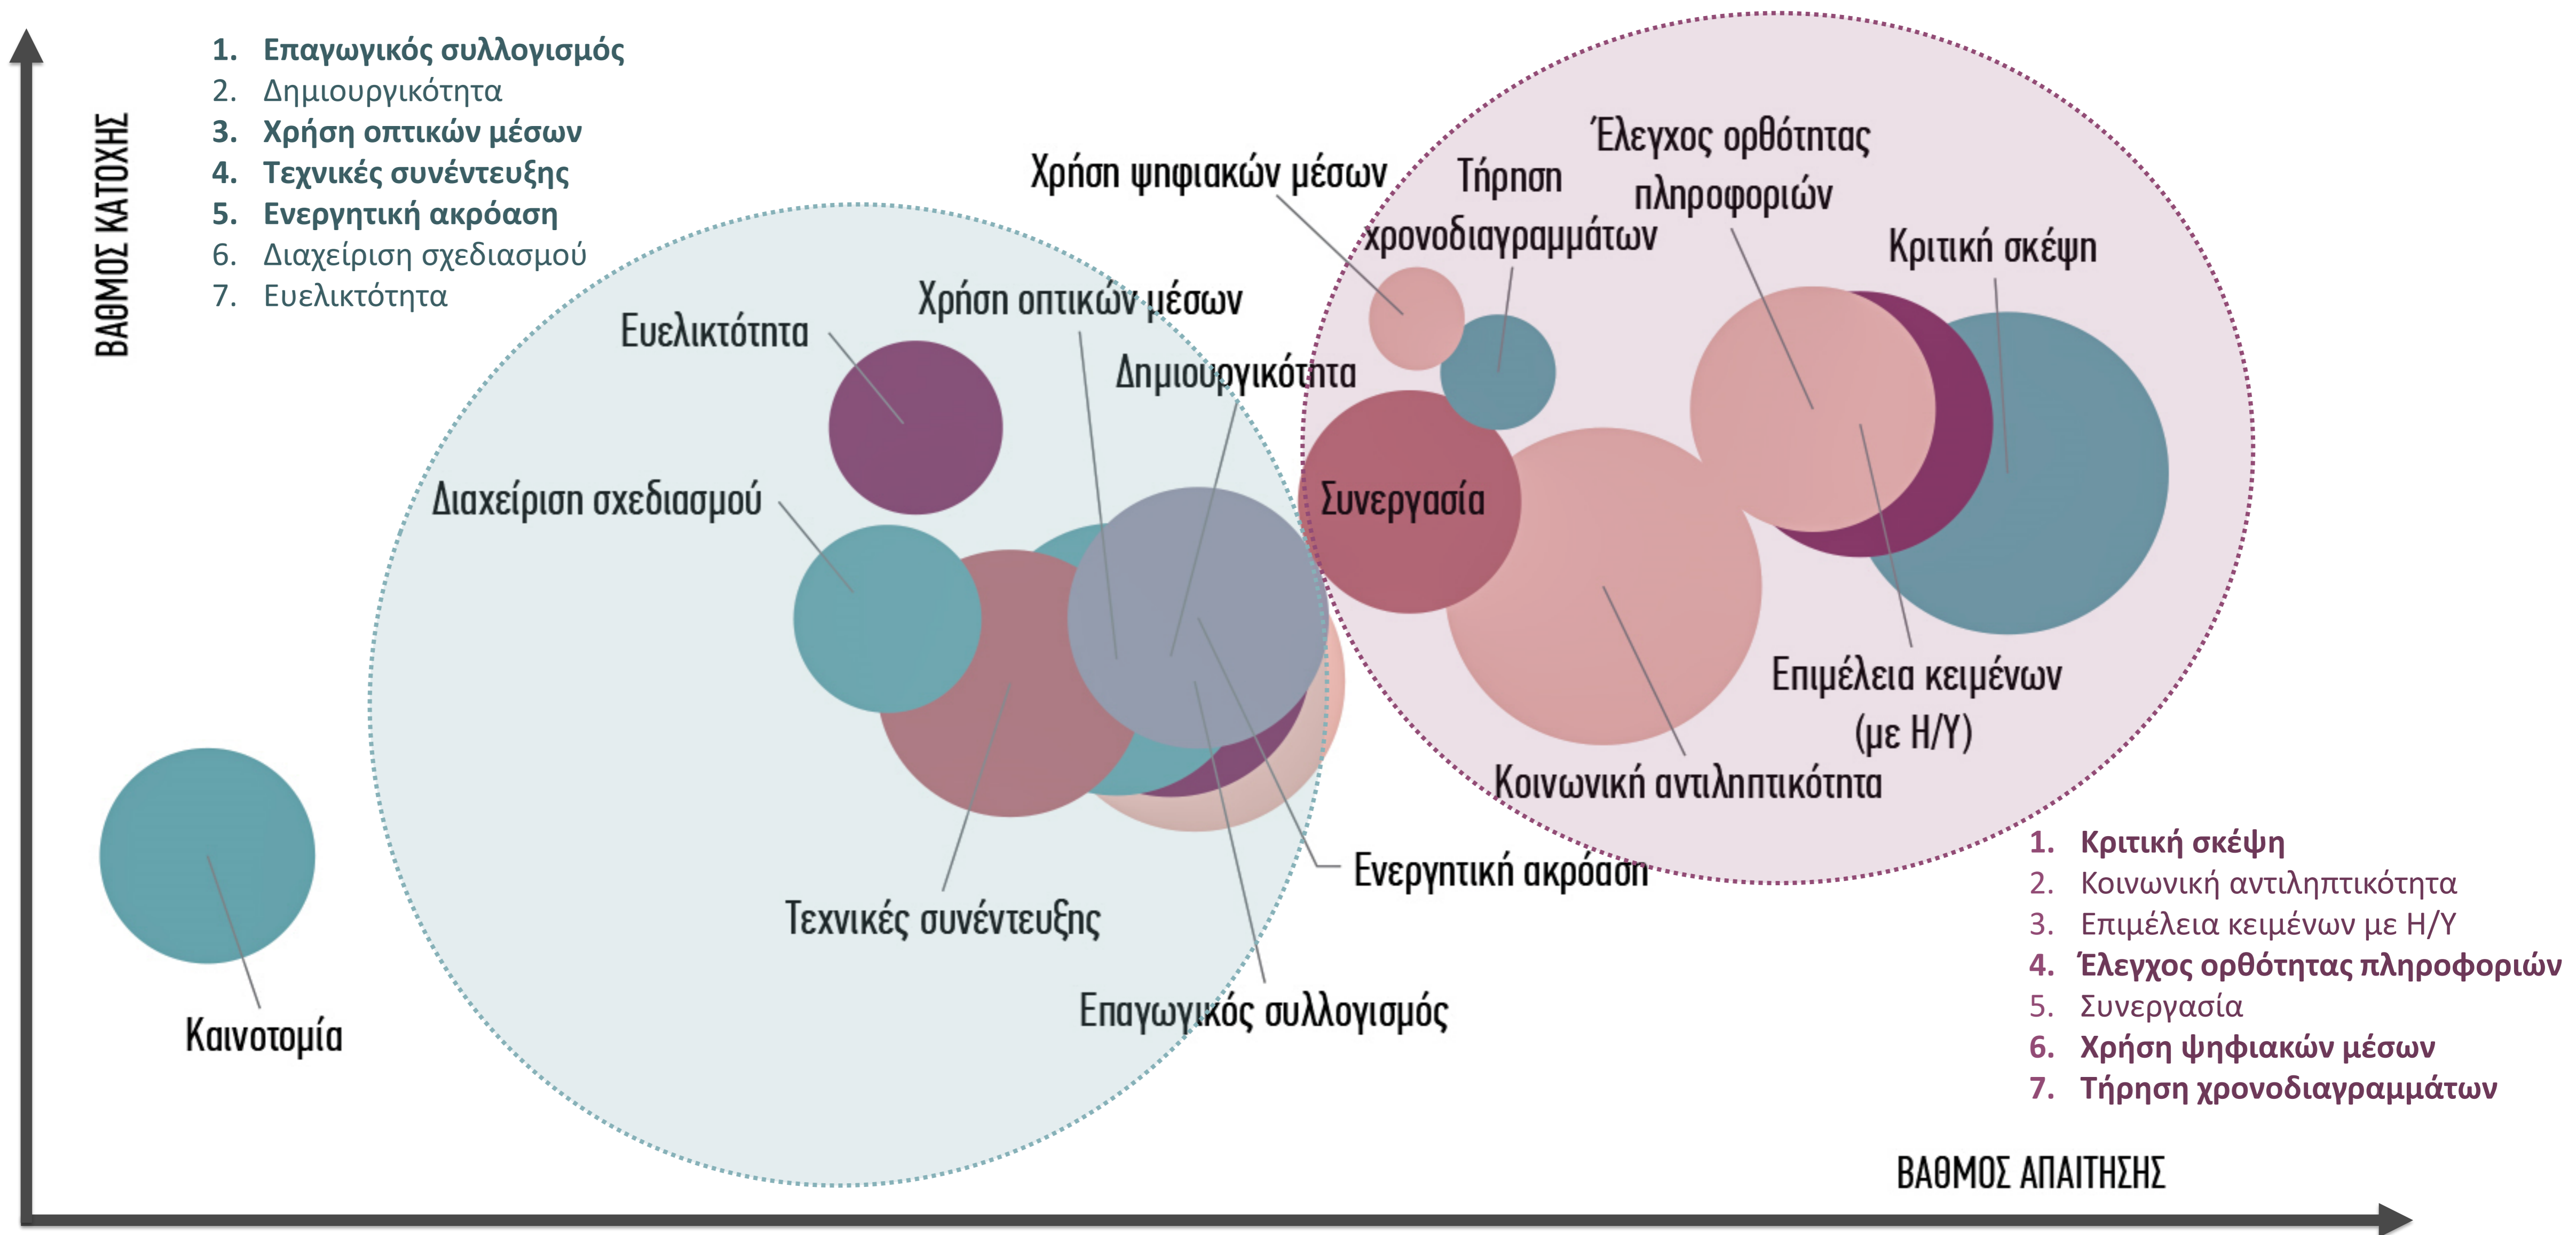 1. Επαγωγικός συλλογισμός
2. Δημιουργικότητα
3. Χρήση οπτικών μέσων
4. Τεχνικές συνέντευξης
5. Ενεργητική ακρόαση
6. Διαχείριση σχεδιασμού
7. Ευελικτότητα
ΒΑΘΜΟΣ ΚΑΤΟΧΗΣ
Χρήση ψηφιακών μέσων
Τήρηση
χρονοδιαγραμμάτων
Έλεγχος ορθότητας
πληροφοριών
Κριτική σκέψη
Ευελικτότητα
Χρήση οπτικών μέσων
Δημιουργικότητα
Διαχείριση σχεδιασμού
Συνεργασία
Επιμέλεια κειμένων
(με Η/Υ)
Κοινωνική αντιληπτικότητα
Ενεργητική ακρόαση
Τεχνικές συνέντευξης
Επαγωγικός συλλογισμός
Καινοτομία
1. Κριτική σκέψη
2. Κοινωνική αντιληπτικότητα
3. Επιμέλεια κειμένων με Η/Υ
4. Έλεγχος ορθότητας πληροφοριών
5. Συνεργασία
6. Χρήση ψηφιακών μέσων
7. Τήρηση χρονοδιαγραμμάτων
ΒΑΘΜΟΣ ΑΠΑΙΤΗΣΗΣ